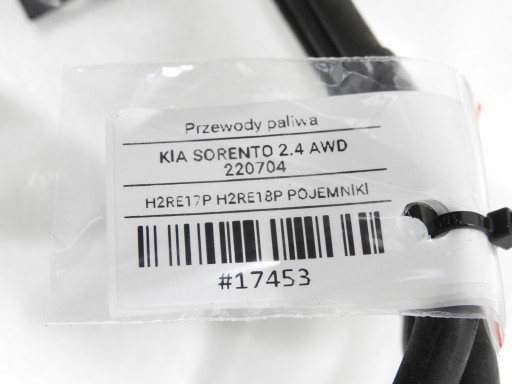 Przewody paliwa
KIA SORENTO 2.4 AWD
220704
H2RE17P H2RE18P POJEMNIKI
#17453